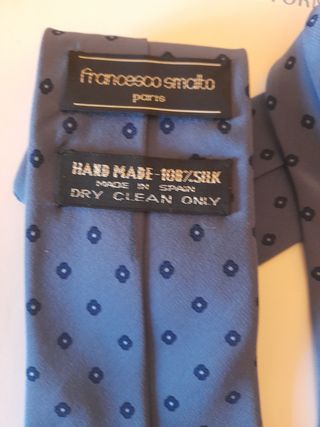 francesco smalto
paris
HAND MADE-100%SILK
MADE IN SPAIN
DRY CLEAN ONLY